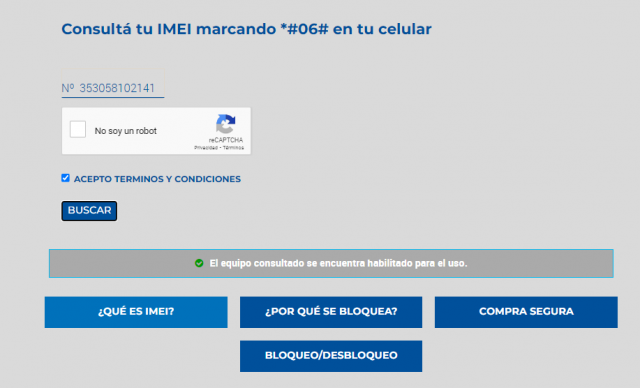 Consultá tu IMEI marcando *#06# en tu celular
Nº 353058102141
No soy un robot
reCAPTCHA
Privacidad - Términos
ACEPTO TERMINOS Y CONDICIONES
BUSCAR
El equipo consultado se encuentra habilitado para el uso.
¿QUÉ ES IMEI?
¿POR QUÉ SE BLOQUEA?
COMPRA SEGURA
BLOQUEO/DESBLOQUEO